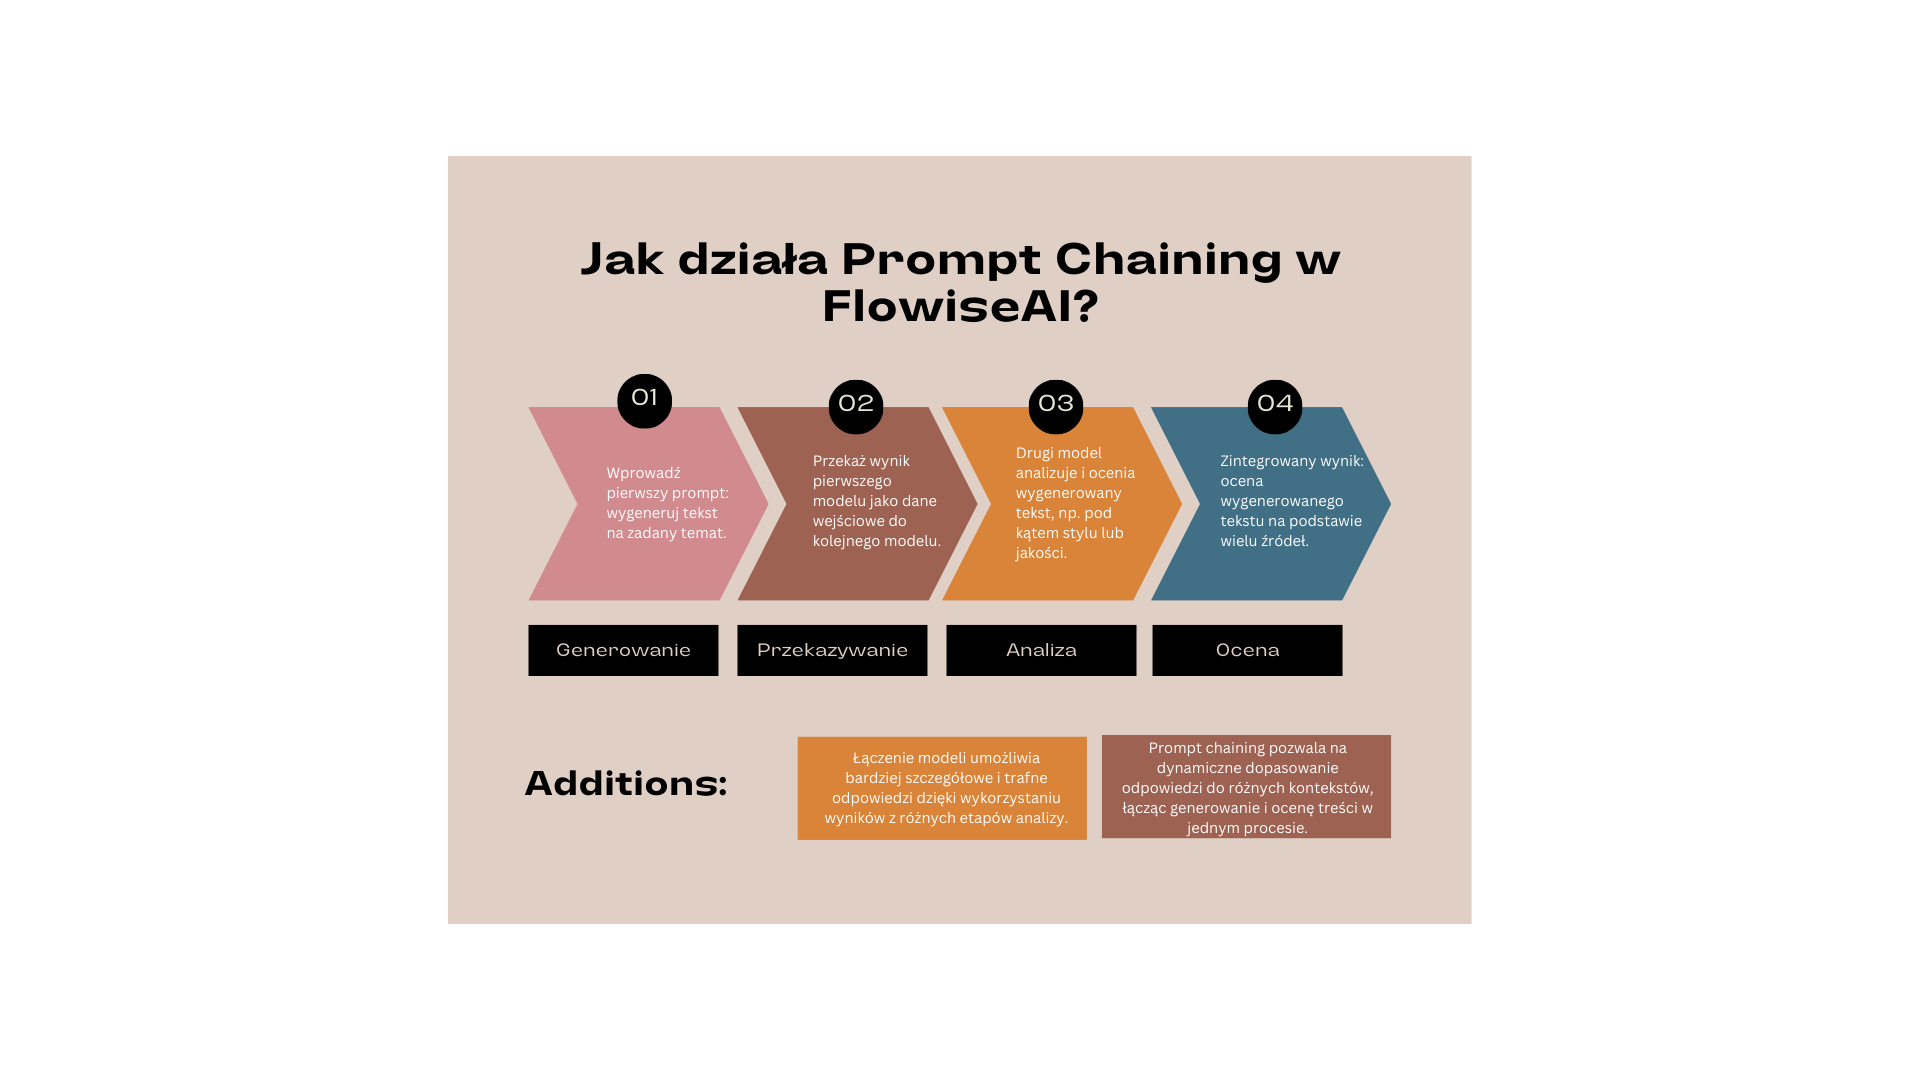 Jak działa Prompt Chaining w
FlowiseAI?
01
Wprowadź
pierwszy prompt:
wygeneruj tekst
na zadany temat.
02
Przekaż wynik
pierwszego
modelu jako dane
wejściowe do
kolejnego modelu.
03
Drugi model
analizuje i ocenia
wygenerowany
tekst, np. pod
kątem stylu lub
jakości.
04
Zintegrowany wynik:
ocena
wygenerowanego
tekstu na podstawie
wielu źródeł.
Generowanie
Przekazywanie
Analiza
Ocena
Additions:
Łączenie modeli umożliwia
bardziej szczegółowe i trafne
odpowiedzi dzięki wykorzystaniu
wyników z różnych etapów analizy.
Prompt chaining pozwala na
dynamiczne dopasowanie
odpowiedzi do różnych kontekstów,
łącząc generowanie i ocenę treści w
jednym procesie.